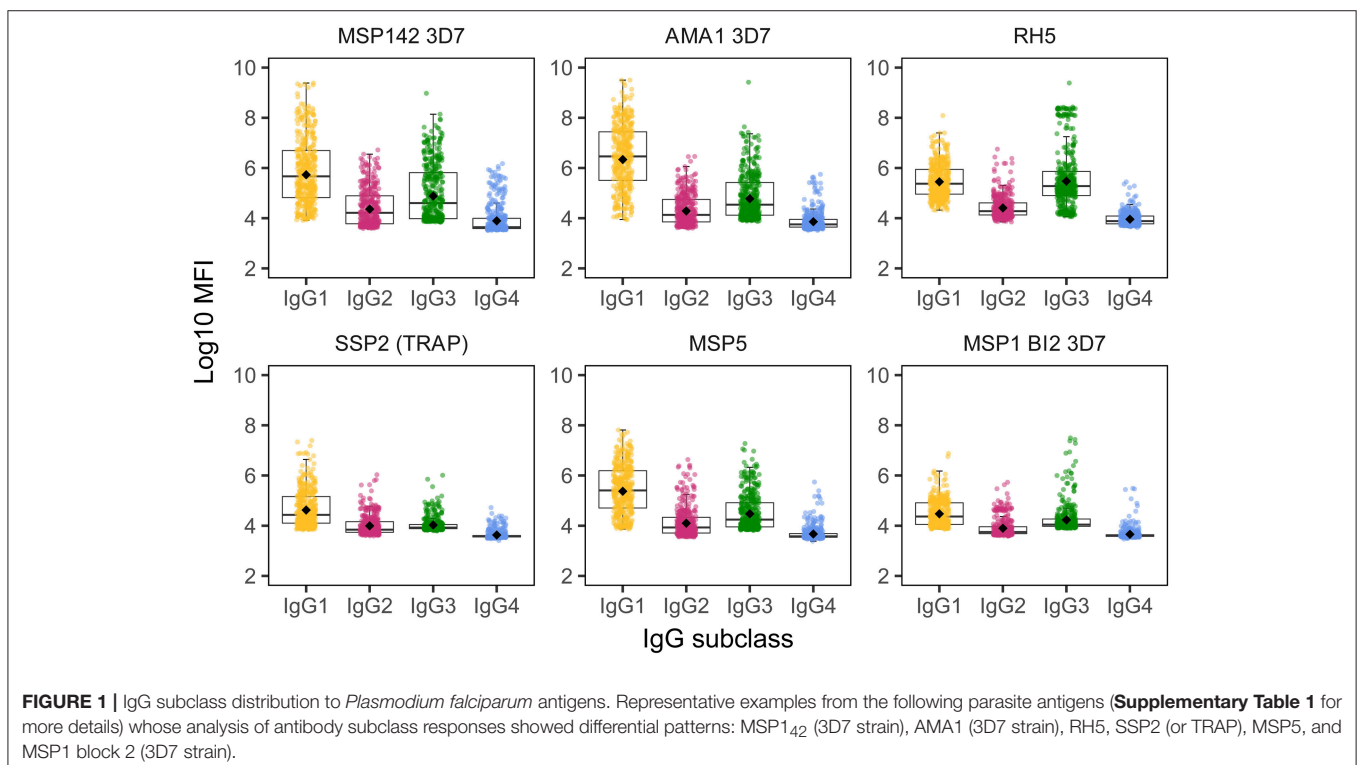 MSP142 3D7 AMA1 3D7 RH5
10 8 6 4 2
IgG1 IgG2 IgG3 IgG4 IgG1 IgG2 IgG3 IgG4 IgG1 IgG2 IgG3 IgG4
10 8 6 4 2
10 8 6 4 2
Log10 MFI
SSP2 (TRAP) MSP5 MSP1 Bl2 3D7
10 8 6 4 2
10 8 6 4 2
10 8 6 4 2
IgG1 IgG2 IgG3 IgG4 IgG1 IgG2 IgG3 IgG4 IgG1 IgG2 IgG3 IgG4
IgG subclass
FIGURE 1 | IgG subclass distribution to Plasmodium falciparum antigens. Representative examples from the following parasite antigens (Supplementary Table 1 for
more details) whose analysis of antibody subclass responses showed differential patterns: MSP142 (3D7 strain), AMA1 (3D7 strain), RH5, SSP2 (or TRAP), MSP5, and
MSP1 block 2 (3D7 strain).